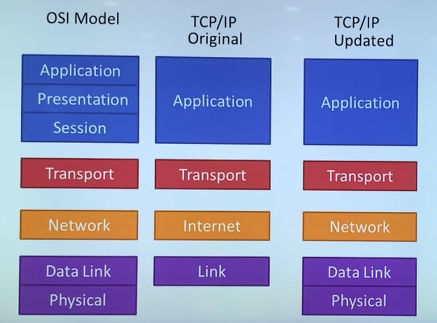 OSI Model
Application
Presentation
Session
Transport
Network
Data Link
Physical
TCP/IP
Original
Application
Transport
Internet
Link
TCP/IP
Updated
Application
Transport
Network
Data Link
Physical